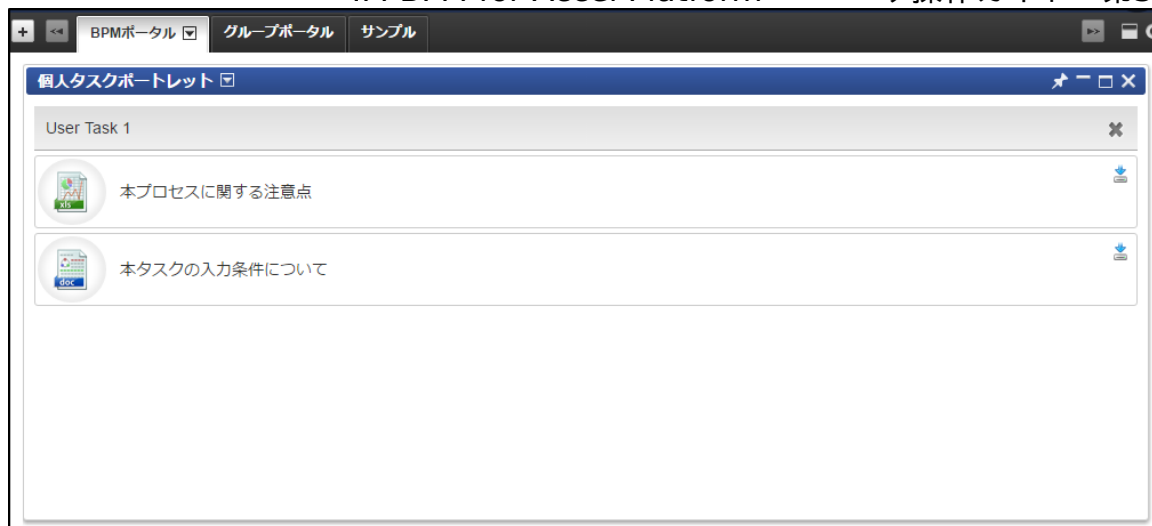 BPMポータル グループポータル サンプル
個人タスクポートレット
User Task 1
xls
本プロセスに関する注意点
doc
本タスクの入力条件について